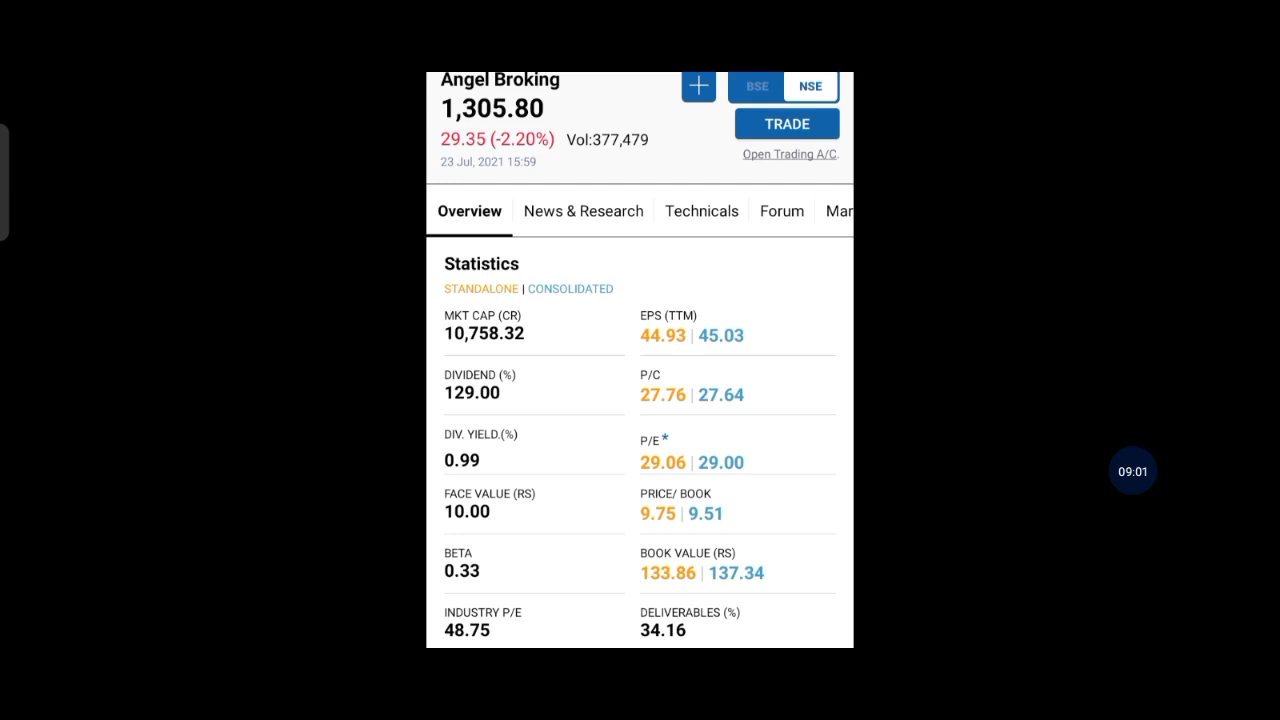 Angel Broking
1,305.80
29.35 (-2.20%) Vol:377,479
23 Jul, 2021 15:59
BSE NSE
TRADE
Open Trading A/C.
Overview News & Research Technicals Forum Mar
Statistics
STANDALONE | CONSOLIDATED
MKT CAP (CR)
10,758.32
EPS (TTM)
44.93 | 45.03
DIVIDEND (%)
129.00
P/C
27.76 | 27.64
DIV. YIELD.(%)
0.99
P/E*
29.06 | 29.00
FACE VALUE (RS)
10.00
PRICE/ BOOK
9.75 | 9.51
BETA
0.33
BOOK VALUE (RS)
133.86 | 137.34
INDUSTRY P/E
48.75
DELIVERABLES (%)
34.16
09:01